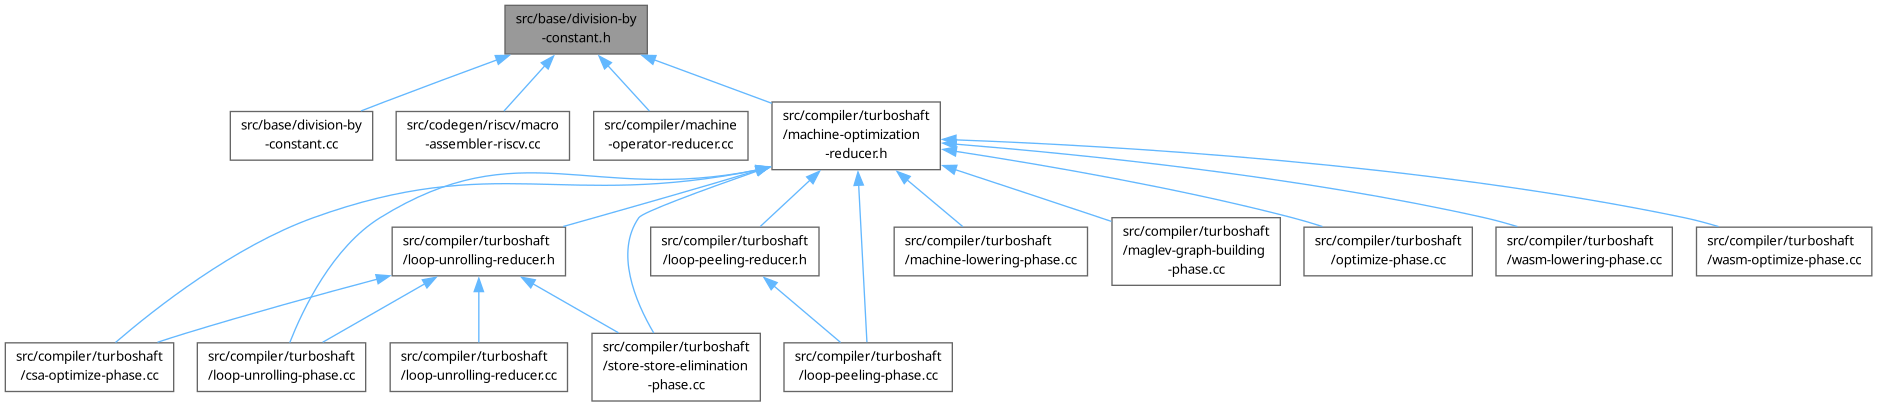 src/base/division-by
-constant.h
src/base/division-by
-constant.cc
src/codegen/riscv/macro
-assembler-riscv.cc
src/compiler/machine
-operator-reducer.cc
src/compiler/turboshaft
/machine-optimization
-reducer.h
src/compiler/turboshaft
/loop-unrolling-reducer.h
src/compiler/turboshaft
/loop-peeling-reducer.h
src/compiler/turboshaft
/machine-lowering-phase.cc
src/compiler/turboshaft
/maglev-graph-building
-phase.cc
src/compiler/turboshaft
/optimize-phase.cc
src/compiler/turboshaft
/wasm-lowering-phase.cc
src/compiler/turboshaft
/wasm-optimize-phase.cc
src/compiler/turboshaft
/csa-optimize-phase.cc
src/compiler/turboshaft
/loop-unrolling-phase.cc
src/compiler/turboshaft
/loop-unrolling-reducer.cc
src/compiler/turboshaft
/store-store-elimination
-phase.cc
src/compiler/turboshaft
/loop-peeling-phase.cc